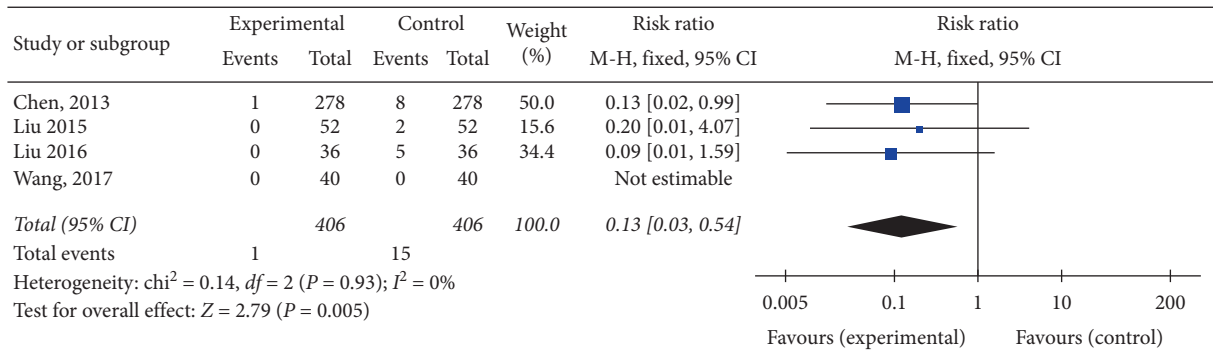 Study or subgroup Experimental Control Weight (%) Risk ratio Risk ratio
Events Total Events Total M-H, fixed, 95% CI M-H, fixed, 95% CI
Chen, 2013 1 278 8 278 50.0 0.13 [0.02, 0.99]
Liu 2015 0 52 2 52 15.6 0.20 [0.01, 4.07]
Liu 2016 0 36 5 36 34.4 0.09 [0.01, 1.59]
Wang, 2017 0 40 0 40 Not estimable
Total (95% CI) 406 406 100.0 0.13 [0.03, 0.54]
Total events 1 15
Heterogeneity: chi² = 0.14, df = 2 (P = 0.93); I² = 0%
Test for overall effect: Z = 2.79 (P = 0.005)
0.005 0.1 1 10 200
Favours (experimental) Favours (control)